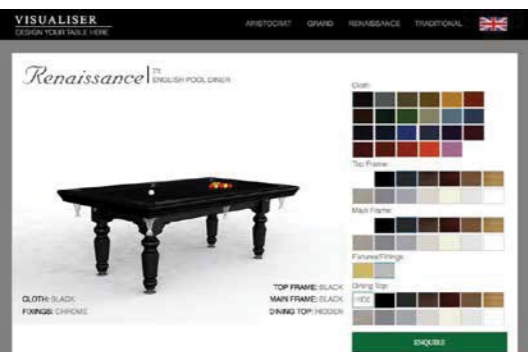 VISUALISER
DESIGN YOUR TABLE HERE
ARISTOCRAT GRAND RENAISSANCE TRADITIONAL
Renaissance 7ft
ENGLISH POOL DINER
Cloth:
Top Frame:
Main Frame:
Fixtures/Fittings:
Dining Top:
HIDE
CLOTH: BLACK
FIXINGS: CHROME
TOP FRAME: BLACK
MAIN FRAME: BLACK
DINING TOP: HIDDEN
ENQUIRE